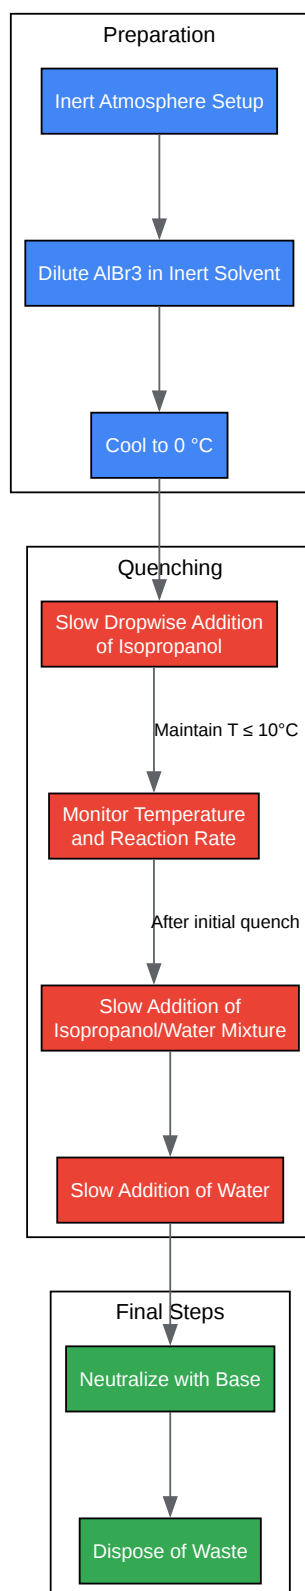 Preparation
Inert Atmosphere Setup
Dilute AlBr3 in Inert Solvent
Cool to 0 °C
Quenching
Slow Dropwise Addition
of Isopropanol
Maintain T ≤ 10°C
Monitor Temperature
and Reaction Rate
After initial quench
Slow Addition of
Isopropanol/Water Mixture
Slow Addition of Water
Final Steps
Neutralize with Base
Dispose of Waste